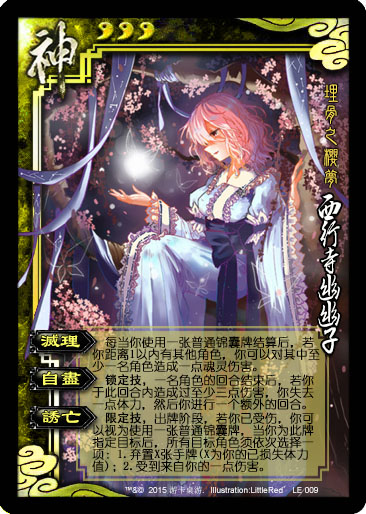 神
埋骨之樱梦
西行寺幽幽子
滅理
每当你使用一张普通锦囊牌结算后，若
你距离1以内有其他角色，你可以对其中至
少一名角色造成一点魂灵伤害。
自盡
锁定技，一名角色的回合结束后，若你
于此回合内造成过至少三点伤害，你失去
一点体力，然后你进行一个额外的回合。
誘亡
限定技，出牌阶段，若你已受伤，你可
以视为使用一张普通锦囊牌，当你为此牌
指定目标后，所有目标角色须依次选择一
项：1.弃置X张手牌(X为你的已损失体力
值)；2.受到来自你的一点伤害。
™&© 2015 游卡桌游. Illustration:LittleRed' LE·009